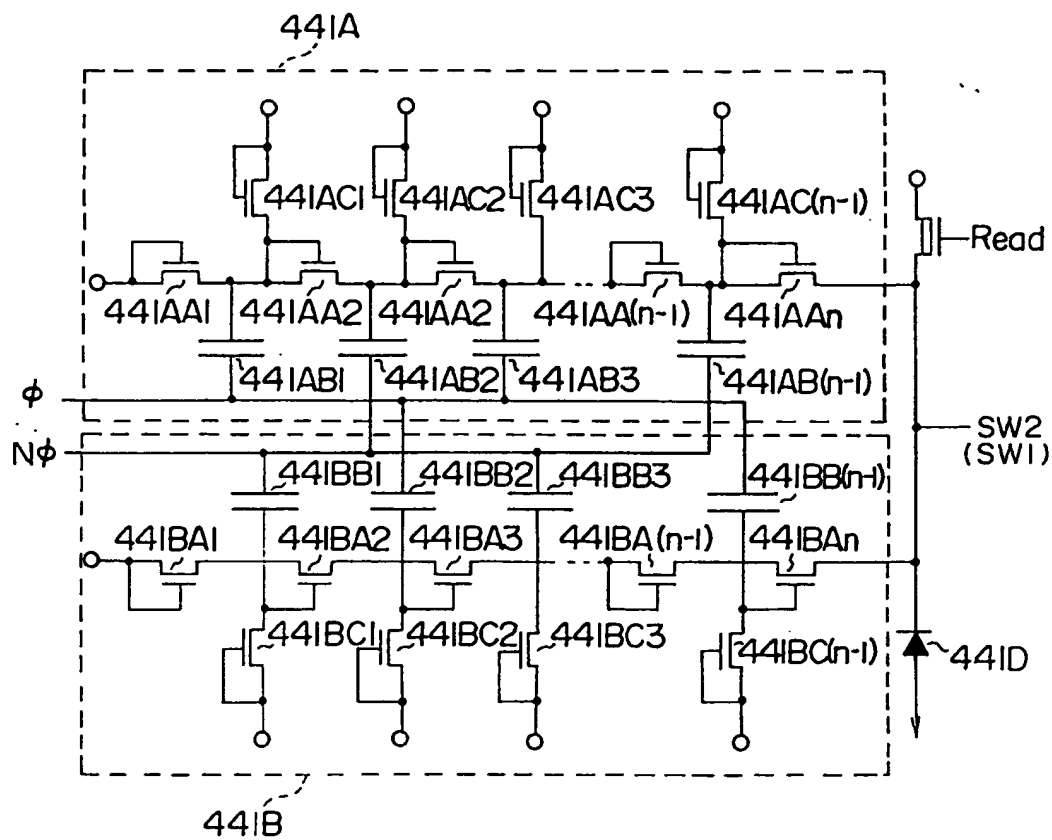 441A
441AC1 441AC2 441AC3 441AC(n-1)
Read
441AA1 441AA2 441AA2 441AA(n-1) 441AAn
441AB1 441AB2 441AB3 441AB(n-1)
ϕ
SW2
(SW1)
Nϕ
441BB1 441BB2 441BB3 441BB(n-1)
441BA1 441BA2 441BA3 441BA(n-1) 441BAn
441BC1 441BC2 441BC3 441BC(n-1)
441D
441B